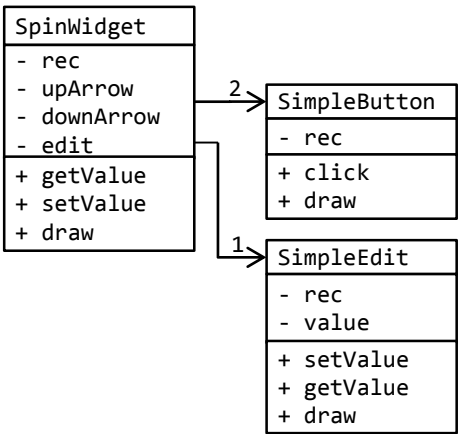 SpinWidget
- rec
- upArrow
- downArrow
- edit
+ getValue
+ setValue
+ draw
2
SimpleButton
- rec
+ click
+ draw
1
SimpleEdit
- rec
- value
+ setValue
+ getValue
+ draw